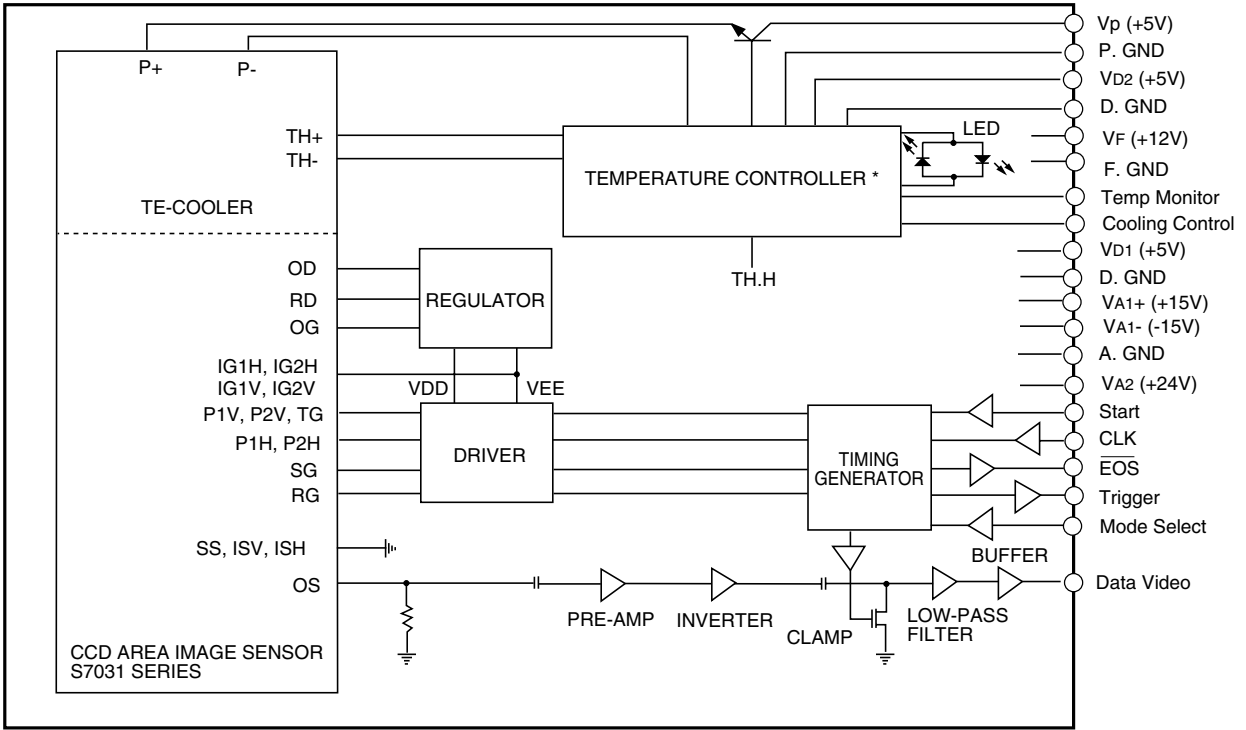 P+
P-
TH+
TH-
TE-COOLER
OD
RD
OG
IG1H, IG2H
IG1V, IG2V
P1V, P2V, TG
P1H, P2H
SG
RG
SS, ISV, ISH
OS
CCD AREA IMAGE SENSOR
S7031 SERIES
REGULATOR
VDD
VEE
DRIVER
TEMPERATURE CONTROLLER *
TH.H
LED
TIMING
GENERATOR
BUFFER
PRE-AMP
INVERTER
CLAMP
LOW-PASS
FILTER
Vp (+5V)
P. GND
VD2 (+5V)
D. GND
VF (+12V)
F. GND
Temp Monitor
Cooling Control
VD1 (+5V)
D. GND
VA1+ (+15V)
VA1- (-15V)
A. GND
VA2 (+24V)
Start
CLK
EOS
Trigger
Mode Select
Data Video